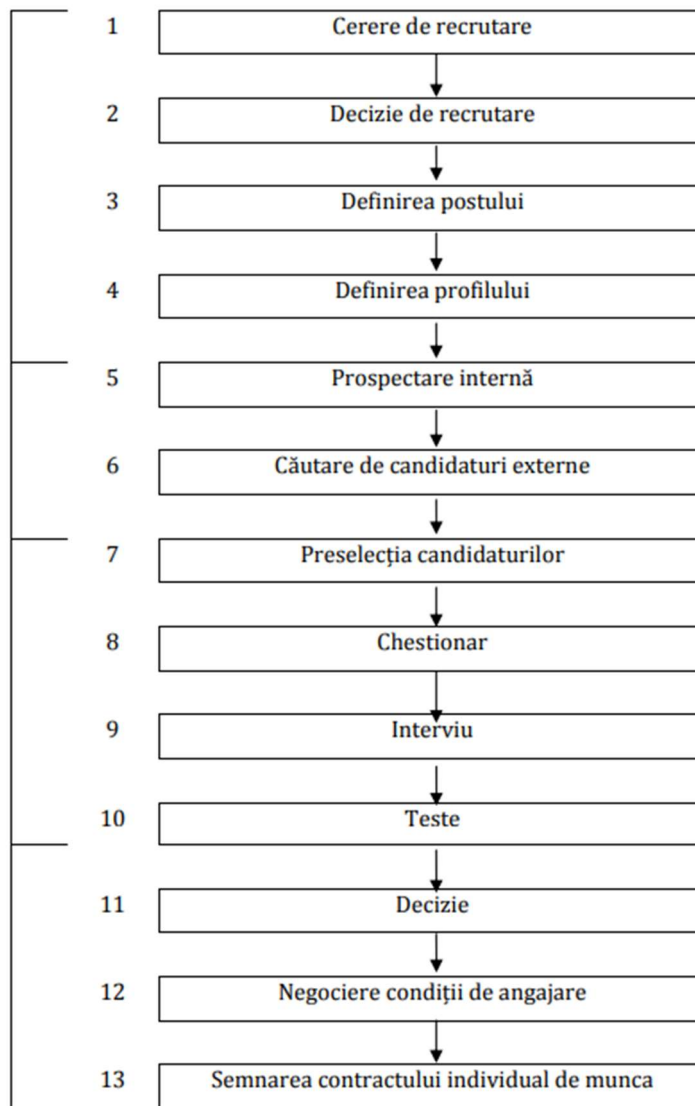 1 Cerere de recrutare
2 Decizie de recrutare
3 Definirea postului
4 Definirea profilului
5 Prospectare internă
6 Căutare de candidaturi externe
7 Preselecția candidaturilor
8 Chestionar
9 Interviu
10 Teste
11 Decizie
12 Negociere condiții de angajare
13 Semnarea contractului individual de munca